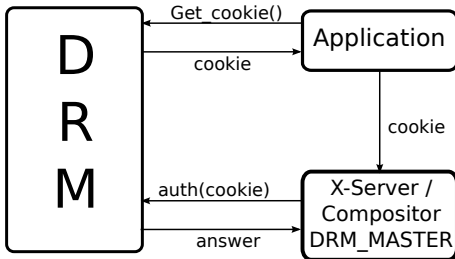 D
R
M
Get_cookie()
cookie
Application
cookie
auth(cookie)
answer
X-Server /
Compositor
DRM_MASTER